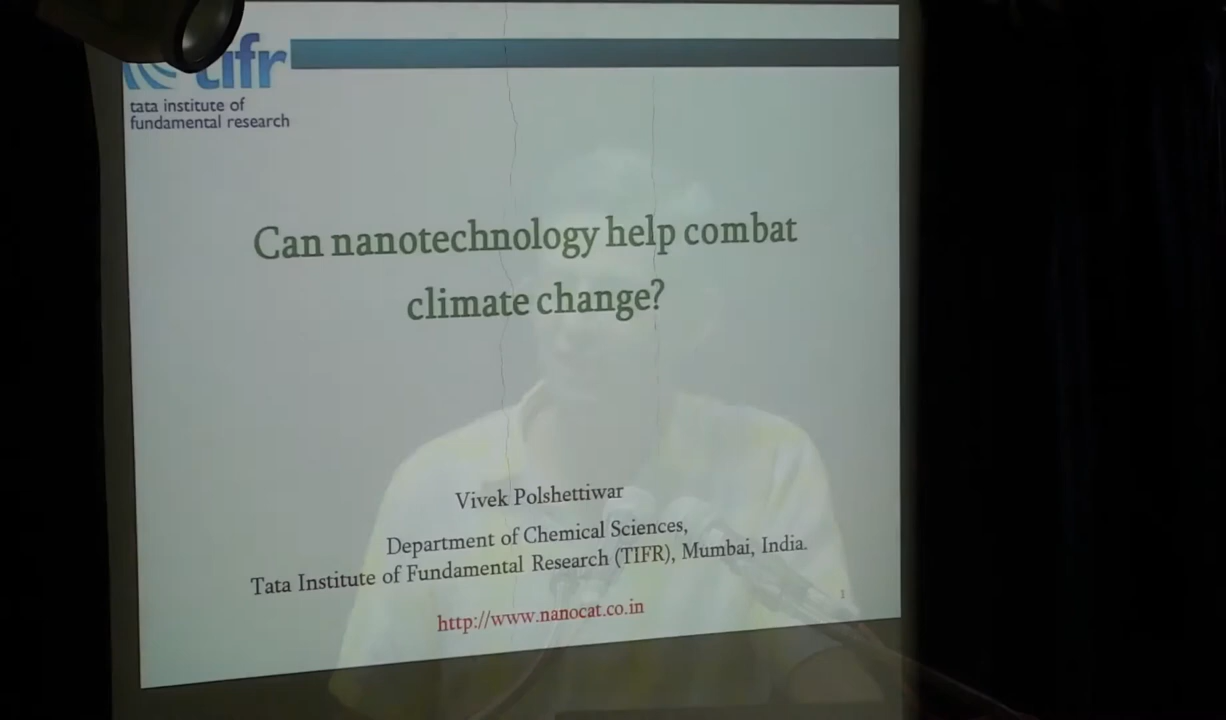 tifr
tata institute of
fundamental research
Can nanotechnology help combat
climate change?
Vivek Polshettiwar
Department of Chemical Sciences,
Tata Institute of Fundamental Research (TIFR), Mumbai, India.
http://www.nanocat.co.in
1